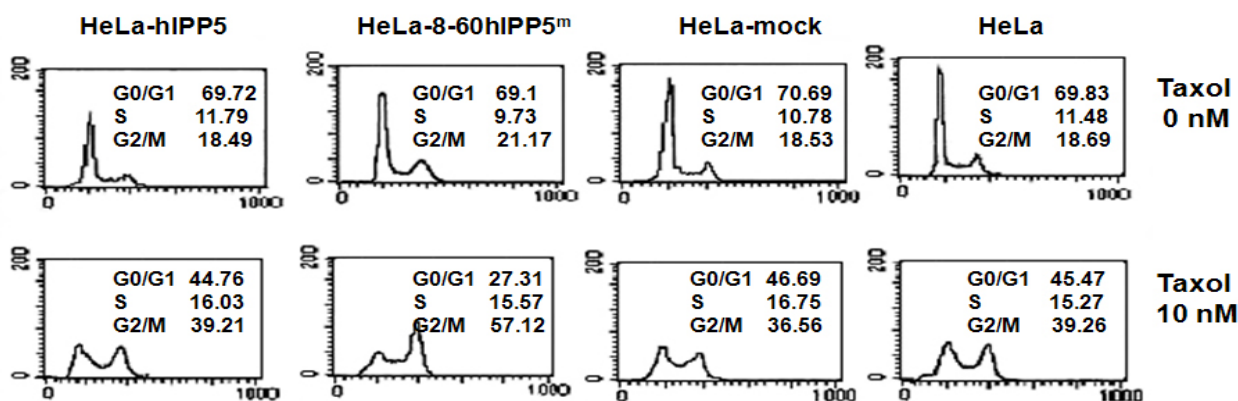 HeLa-hIPP5 HeLa-8-60hIPP5ᵐ HeLa-mock HeLa
200
G0/G1 69.72
S 11.79
G2/M 18.49
0
0 1000
200
G0/G1 69.1
S 9.73
G2/M 21.17
0
0 1000
200
G0/G1 70.69
S 10.78
G2/M 18.53
0
0 1000
200
G0/G1 69.83
S 11.48
G2/M 18.69
0
0 1000
Taxol
0 nM
200
G0/G1 44.76
S 16.03
G2/M 39.21
0
0 1000
200
G0/G1 27.31
S 15.57
G2/M 57.12
0
0 1000
200
G0/G1 46.69
S 16.75
G2/M 36.56
0
0 1000
200
G0/G1 45.47
S 15.27
G2/M 39.26
0
0 1000
Taxol
10 nM